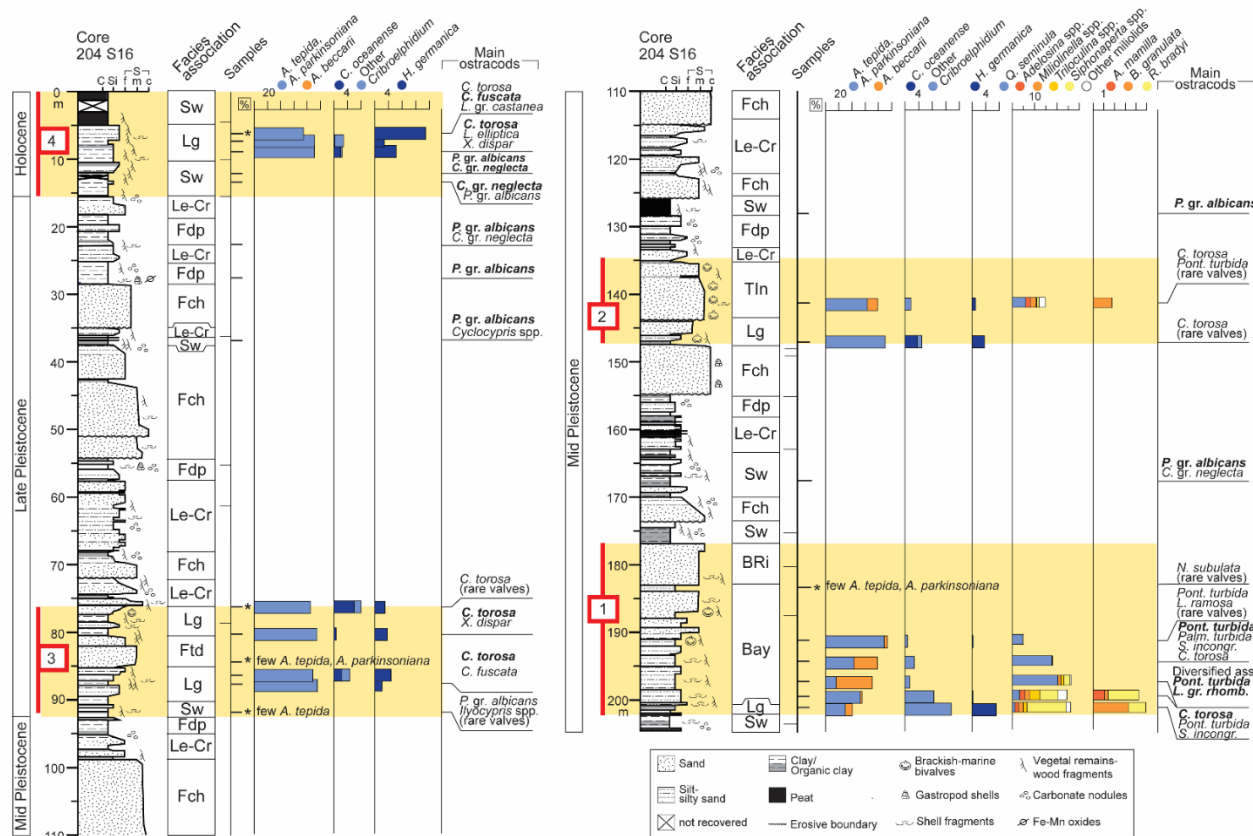 Core
204 S16
Facies
association
Samples
A. tepida,
A. parkinsoniana
A. beccarii
C. oceanense
Other
Cribroelphidium
H. germanica
Main
ostracods
S
C Si f m c
%
20
4
4
0
m
10
20
30
40
50
60
70
80
90
100
110
Holocene
Late Pleistocene
Mid Pleistocene
4
3
Sw
Lg
Sw
Le-Cr
Fdp
Le-Cr
Fdp
Fch
Le-Cr
Sw
Fch
Fdp
Le-Cr
Fch
Le-Cr
Lg
Ftd
Lg
Sw
Fdp
Le-Cr
Fch
*
*
* few A. tepida, A. parkinsoniana
*
* few A. tepida
C. torosa
C. fuscata
L. gr. castanea
C. torosa
L. elliptica
X. dispar
P. gr. albicans
C. gr. neglecta
C. gr. neglecta
P. gr. albicans
P. gr. albicans
C. gr. neglecta
P. gr. albicans
P. gr. albicans
Cyclocypris spp.
C. torosa
(rare valves)
C. torosa
X. dispar
C. torosa
C. fuscata
P. gr. albicans
Ilyocypris spp.
(rare valves)
Core
204 S16
Facies
association
Samples
A. tepida,
A. parkinsoniana
A. beccarii
C. oceanense
Other
Cribroelphidium
H. germanica
Q. seminula
Adelosina spp.
Miliolinella spp.
Triloculina spp.
Siphonaperta spp.
Other miliolids
A. mamilla
B. granulata
R. bradyi
Main
ostracods
S
C Si f m c
%
20
4
4
10
1
110
120
130
140
150
160
170
180
190
200
m
Mid Pleistocene
2
1
Fch
Le-Cr
Fch
Sw
Fdp
Le-Cr
TIn
Lg
Fch
Fdp
Le-Cr
Sw
Fch
Sw
BRi
Bay
Lg
Sw
* few A. tepida, A. parkinsoniana
P. gr. albicans
C. torosa
Pont. turbida
(rare valves)
C. torosa
(rare valves)
P. gr. albicans
C. gr. neglecta
N. subulata
(rare valves)
Pont. turbida
L. ramosa
(rare valves)
Pont. turbida
Palm. turbida
S. incongr.
C. torosa
Diversified ass
Pont. turbida
L. gr. rhomb.
C. torosa
Pont. turbida
S. incongr.
Sand
Clay/
Organic clay
Brackish-marine
bivalves
Vegetal remains-
wood fragments
Silt-
silty sand
Peat
Gastropod shells
Carbonate nodules
not recovered
Erosive boundary
Shell fragments
Fe-Mn oxides